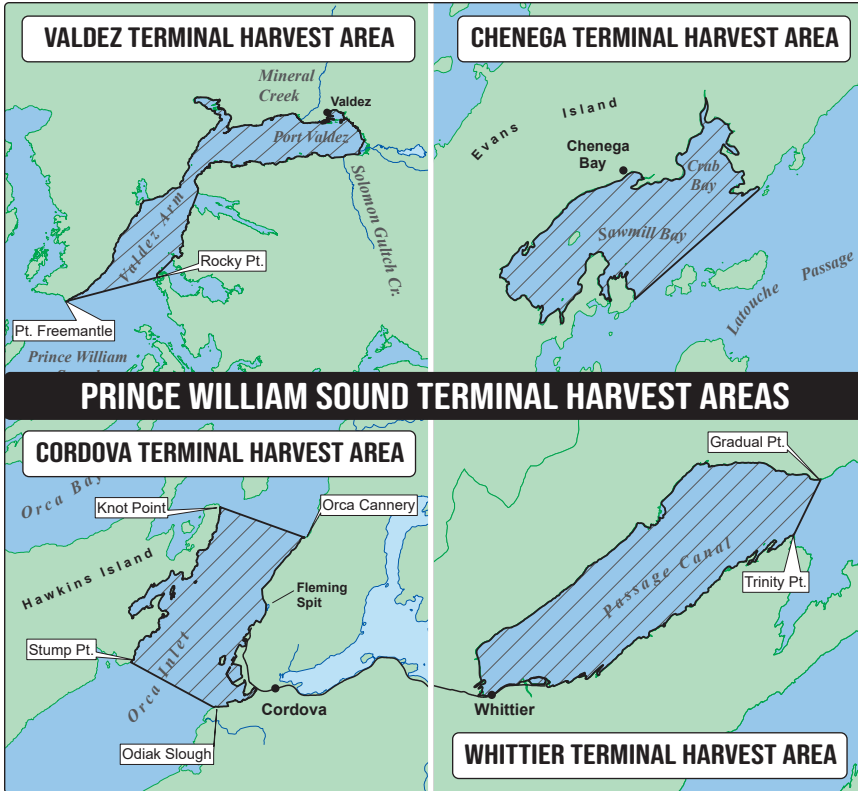 VALDEZ TERMINAL HARVEST AREA
Mineral
Creek
Valdez
Port Valdez
Valdez Arm
Solomon Gultch Cr.
Rocky Pt.
Pt. Freemantle
Prince William
CHENEGA TERMINAL HARVEST AREA
Evans Island
Chenega
Bay
Crab
Bay
Sawmill Bay
Latouche Passage
PRINCE WILLIAM SOUND TERMINAL HARVEST AREAS
CORDOVA TERMINAL HARVEST AREA
Orca Bay
Knot Point
Orca Cannery
Hawkins Island
Fleming
Spit
Stump Pt.
Orca Inlet
Cordova
Odiak Slough
Gradual Pt.
Passage Canal
Trinity Pt.
Whittier
WHITTIER TERMINAL HARVEST AREA